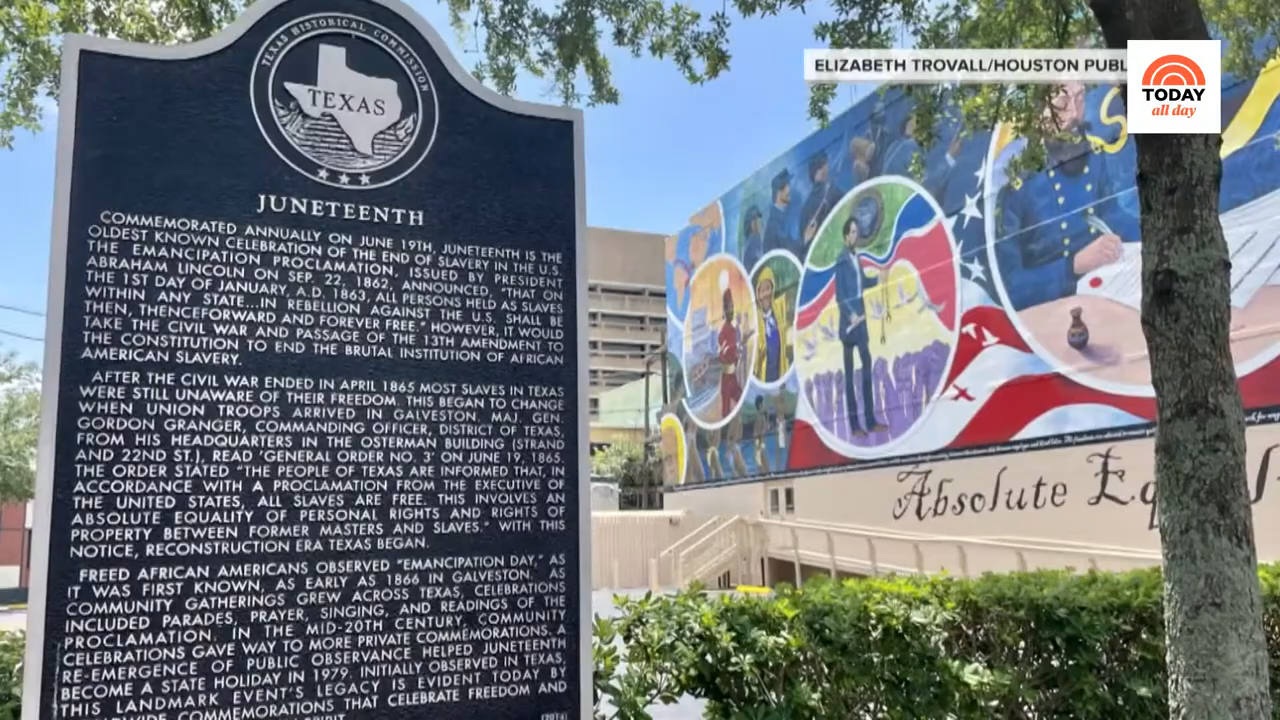 ELIZABETH TROVALL/HOUSTON PUBL
TODAY
all day
TEXAS HISTORICAL COMMISSION
TEXAS
JUNETEENTH
COMMEMORATED ANNUALLY ON JUNE 19TH, JUNETEENTH IS THE
OLDEST KNOWN CELEBRATION OF THE END OF SLAVERY IN THE U.S.
THE EMANCIPATION PROCLAMATION, ISSUED BY PRESIDENT
ABRAHAM LINCOLN ON SEP. 22, 1862, ANNOUNCED, "THAT ON
THE 1ST DAY OF JANUARY, A.D. 1863, ALL PERSONS HELD AS SLAVES
WITHIN ANY STATE...IN REBELLION AGAINST THE U.S. SHALL BE
THEN, THENCEFORWARD AND FOREVER FREE." HOWEVER, IT WOULD
TAKE THE CIVIL WAR AND PASSAGE OF THE 13TH AMENDMENT TO
THE CONSTITUTION TO END THE BRUTAL INSTITUTION OF AFRICAN
AMERICAN SLAVERY.
AFTER THE CIVIL WAR ENDED IN APRIL 1865 MOST SLAVES IN TEXAS
WERE STILL UNAWARE OF THEIR FREEDOM. THIS BEGAN TO CHANGE
WHEN UNION TROOPS ARRIVED IN GALVESTON. MAJ. GEN.
GORDON GRANGER, COMMANDING OFFICER, DISTRICT OF TEXAS,
FROM HIS HEADQUARTERS IN THE OSTERMAN BUILDING (STRAND
AND 22ND ST.), READ 'GENERAL ORDER NO. 3' ON JUNE 19, 1865.
THE ORDER STATED "THE PEOPLE OF TEXAS ARE INFORMED THAT, IN
ACCORDANCE WITH A PROCLAMATION FROM THE EXECUTIVE OF
THE UNITED STATES, ALL SLAVES ARE FREE. THIS INVOLVES AN
ABSOLUTE EQUALITY OF PERSONAL RIGHTS AND RIGHTS OF
PROPERTY BETWEEN FORMER MASTERS AND SLAVES." WITH THIS
NOTICE, RECONSTRUCTION ERA TEXAS BEGAN.
FREED AFRICAN AMERICANS OBSERVED "EMANCIPATION DAY," AS
IT WAS FIRST KNOWN, AS EARLY AS 1866 IN GALVESTON. AS
COMMUNITY GATHERINGS GREW ACROSS TEXAS, CELEBRATIONS
INCLUDED PARADES, PRAYER, SINGING, AND READINGS OF THE
PROCLAMATION. IN THE MID-20TH CENTURY, COMMUNITY
CELEBRATIONS GAVE WAY TO MORE PRIVATE COMMEMORATIONS. A
RE-EMERGENCE OF PUBLIC OBSERVANCE HELPED JUNETEENTH
BECOME A STATE HOLIDAY IN 1979. INITIALLY OBSERVED IN TEXAS,
THIS LANDMARK EVENT'S LEGACY IS EVIDENT TODAY BY
COMMEMORATIONS THAT CELEBRATE FREEDOM AND
Absolute Eq